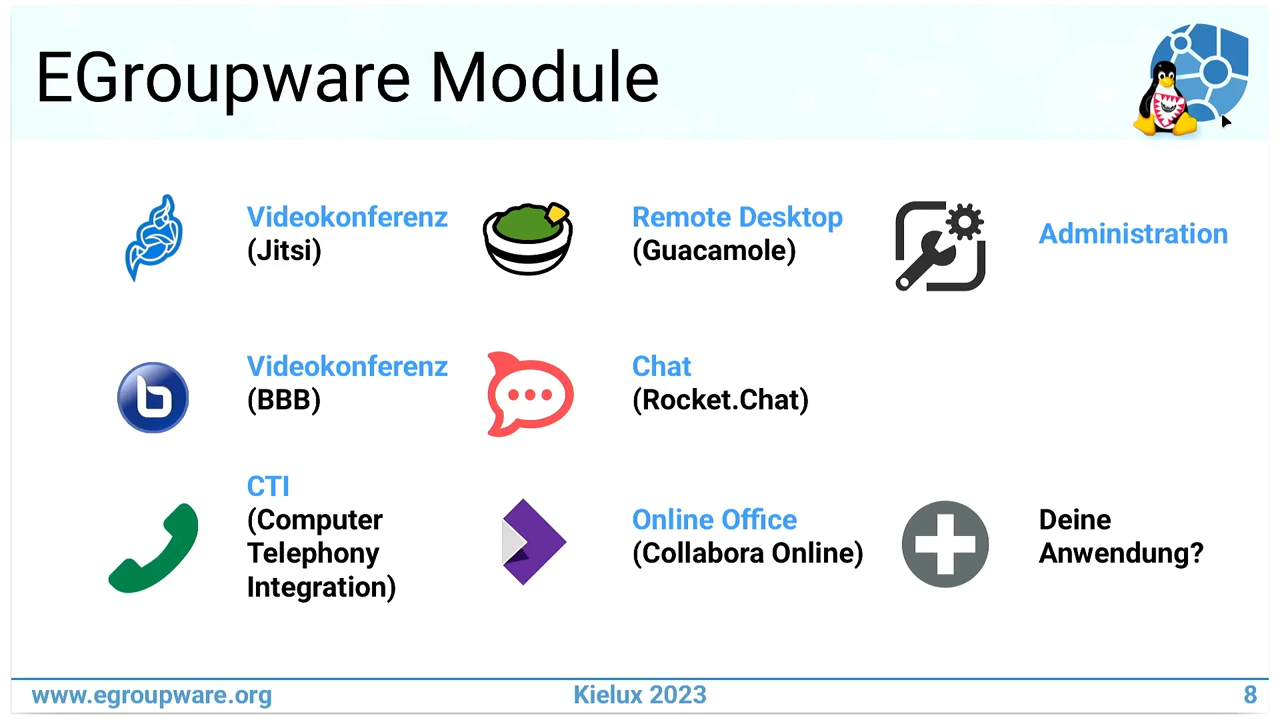 EGroupware Module
Videokonferenz
(Jitsi)
Remote Desktop
(Guacamole)
Administration
Videokonferenz
(BBB)
Chat
(Rocket.Chat)
CTI
(Computer
Telephony
Integration)
Online Office
(Collabora Online)
Deine
Anwendung?
www.egroupware.org
Kielux 2023
8